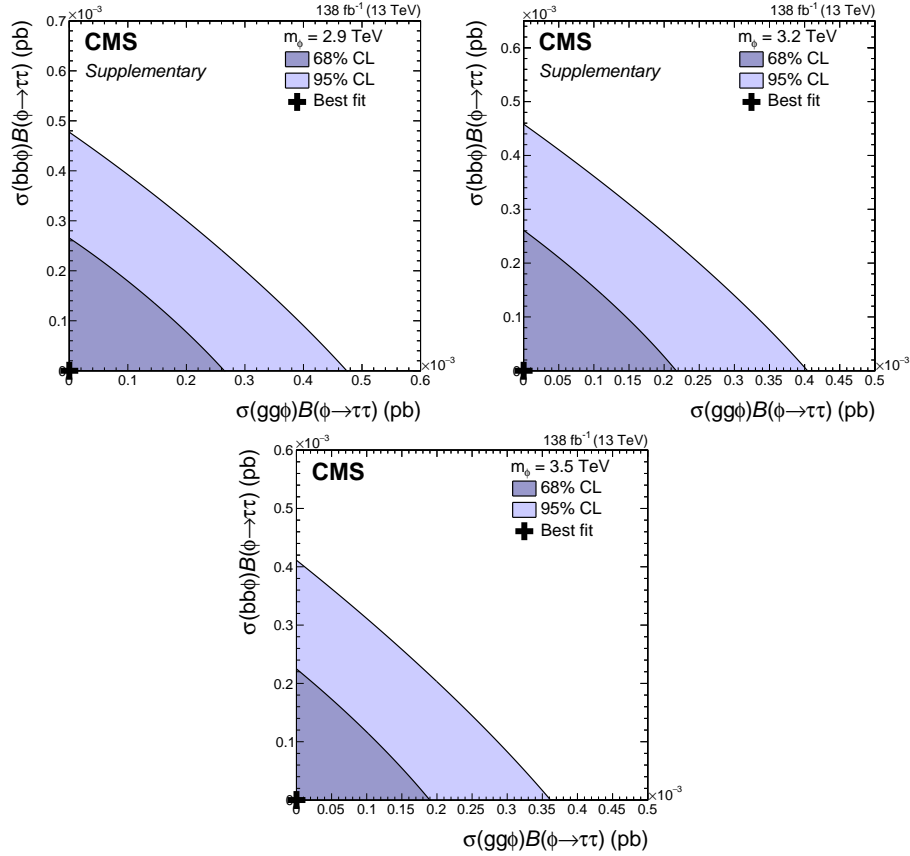 ×10⁻³ 138 fb⁻¹ (13 TeV)
CMS
Supplementary
m_ϕ = 2.9 TeV
68% CL
95% CL
Best fit
σ(bbϕ)B(ϕ→ττ) (pb)
0.7
0.6
0.5
0.4
0.3
0.2
0.1
0
0 0.1 0.2 0.3 0.4 0.5 0.6
×10⁻³
σ(ggϕ)B(ϕ→ττ) (pb)
×10⁻³ 138 fb⁻¹ (13 TeV)
CMS
Supplementary
m_ϕ = 3.2 TeV
68% CL
95% CL
Best fit
σ(bbϕ)B(ϕ→ττ) (pb)
0.6
0.5
0.4
0.3
0.2
0.1
0
0 0.05 0.1 0.15 0.2 0.25 0.3 0.35 0.4 0.45 0.5
×10⁻³
σ(ggϕ)B(ϕ→ττ) (pb)
×10⁻³ 138 fb⁻¹ (13 TeV)
CMS
m_ϕ = 3.5 TeV
68% CL
95% CL
Best fit
σ(bbϕ)B(ϕ→ττ) (pb)
0.6
0.5
0.4
0.3
0.2
0.1
0
0 0.05 0.1 0.15 0.2 0.25 0.3 0.35 0.4 0.45 0.5
×10⁻³
σ(ggϕ)B(ϕ→ττ) (pb)